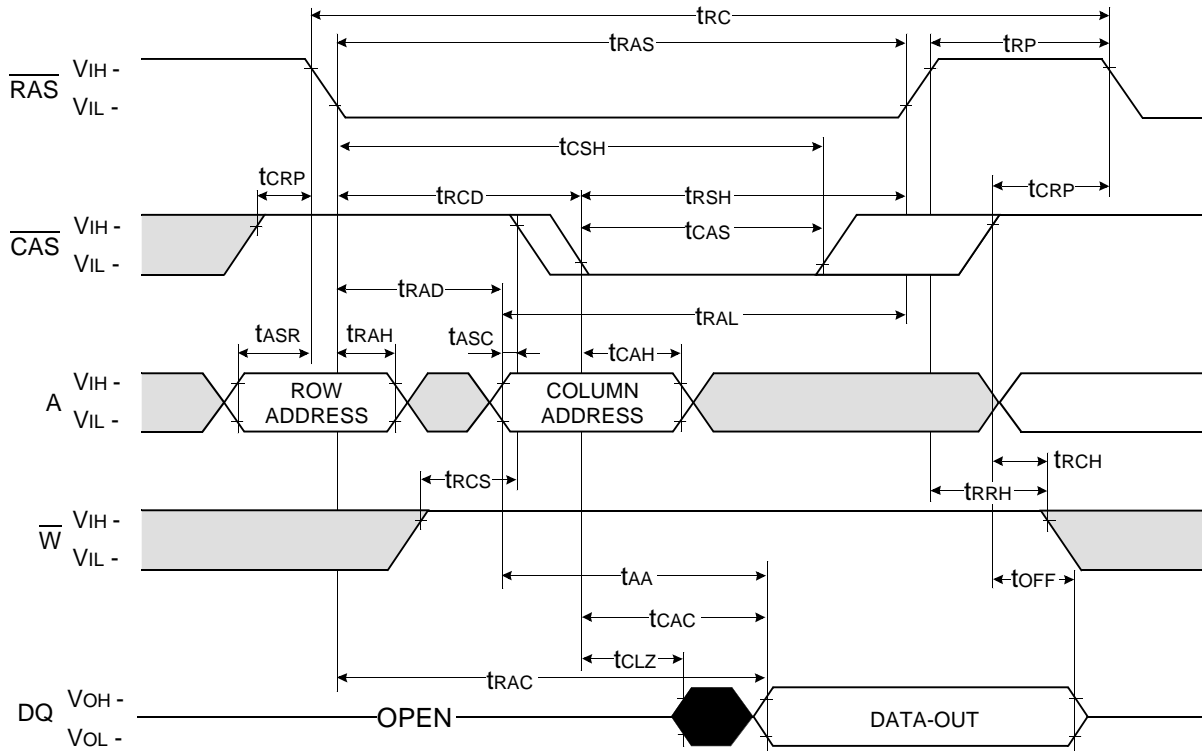 tRC
tRAS
tRP
RAS
VIH -
VIL -
tCSH
tCRP
tRCD
tRSH
tCRP
CAS
VIH -
VIL -
tCAS
tRAD
tRAL
tASR
tRAH
tASC
tCAH
A
VIH -
VIL -
ROW
ADDRESS
COLUMN
ADDRESS
tRCS
tRCH
tRRH
W
VIH -
VIL -
tAA
tOFF
tCAC
tCLZ
tRAC
DQ
VOH -
VOL -
OPEN
DATA-OUT